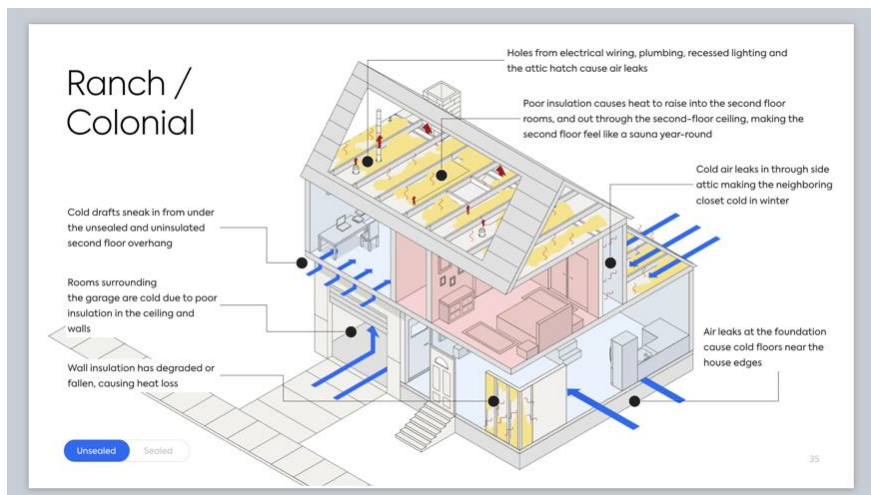 Ranch /
Colonial
Holes from electrical wiring, plumbing, recessed lighting and
the attic hatch cause air leaks
Poor insulation causes heat to raise into the second floor
rooms, and out through the second-floor ceiling, making the
second floor feel like a sauna year-round
Cold air leaks in through side
attic making the neighboring
closet cold in winter
Cold drafts sneak in from under
the unsealed and uninsulated
second floor overhang
Rooms surrounding
the garage are cold due to poor
insulation in the ceiling and
walls
Air leaks at the foundation
cause cold floors near the
house edges
Wall insulation has degraded or
fallen, causing heat loss
Unsealed
Sealed
35